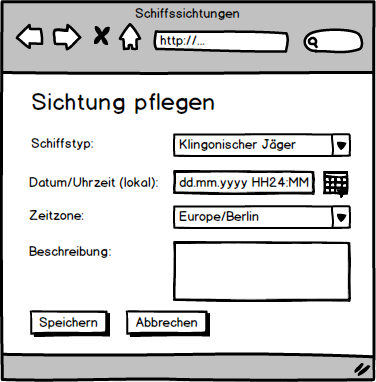 Schiffssichtungen
http://...
Sichtung pflegen
Schiffstyp: Klingonischer Jäger
Datum/Uhrzeit (lokal): dd.mm.yyyy HH24:MM
Zeitzone: Europe/Berlin
Beschreibung:
Speichern Abbrechen